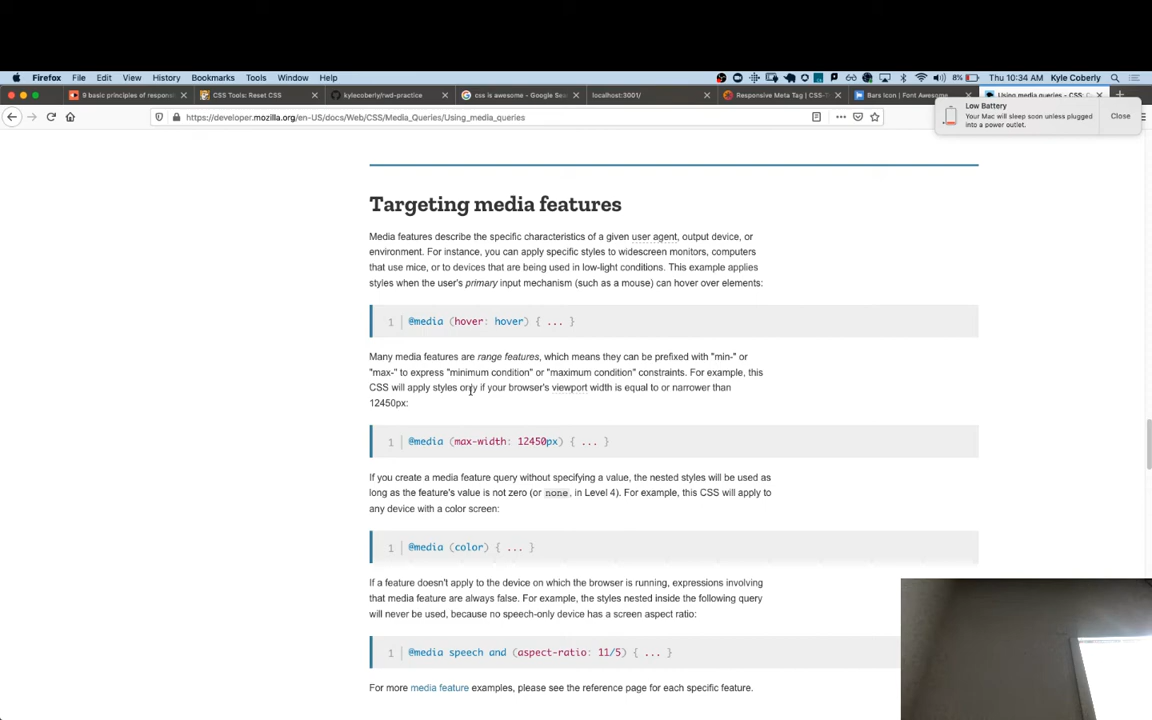 Firefox File Edit View History Bookmarks Tools Window Help 8% Thu 10:34 AM Kyle Coberly
9 basic principles of respons CSS Tools: Reset CSS kylecoberly/rwd-practice css is awesome - Google Sea localhost:3001/ Responsive Meta Tag | CSS-T Bars Icon | Font Awesome Using media queries - CSS: C
https://developer.mozilla.org/en-US/docs/Web/CSS/Media_Queries/Using_media_queries
Low Battery
Your Mac will sleep soon unless plugged
into a power outlet.
Close
Targeting media features
Media features describe the specific characteristics of a given user agent, output device, or
environment. For instance, you can apply specific styles to widescreen monitors, computers
that use mice, or to devices that are being used in low-light conditions. This example applies
styles when the user's primary input mechanism (such as a mouse) can hover over elements:
1 @media (hover: hover) { ... }
Many media features are range features, which means they can be prefixed with "min-" or
"max-" to express "minimum condition" or "maximum condition" constraints. For example, this
CSS will apply styles only if your browser's viewport width is equal to or narrower than
12450px:
1 @media (max-width: 12450px) { ... }
If you create a media feature query without specifying a value, the nested styles will be used as
long as the feature's value is not zero (or none, in Level 4). For example, this CSS will apply to
any device with a color screen:
1 @media (color) { ... }
If a feature doesn't apply to the device on which the browser is running, expressions involving
that media feature are always false. For example, the styles nested inside the following query
will never be used, because no speech-only device has a screen aspect ratio:
1 @media speech and (aspect-ratio: 11/5) { ... }
For more media feature examples, please see the reference page for each specific feature.